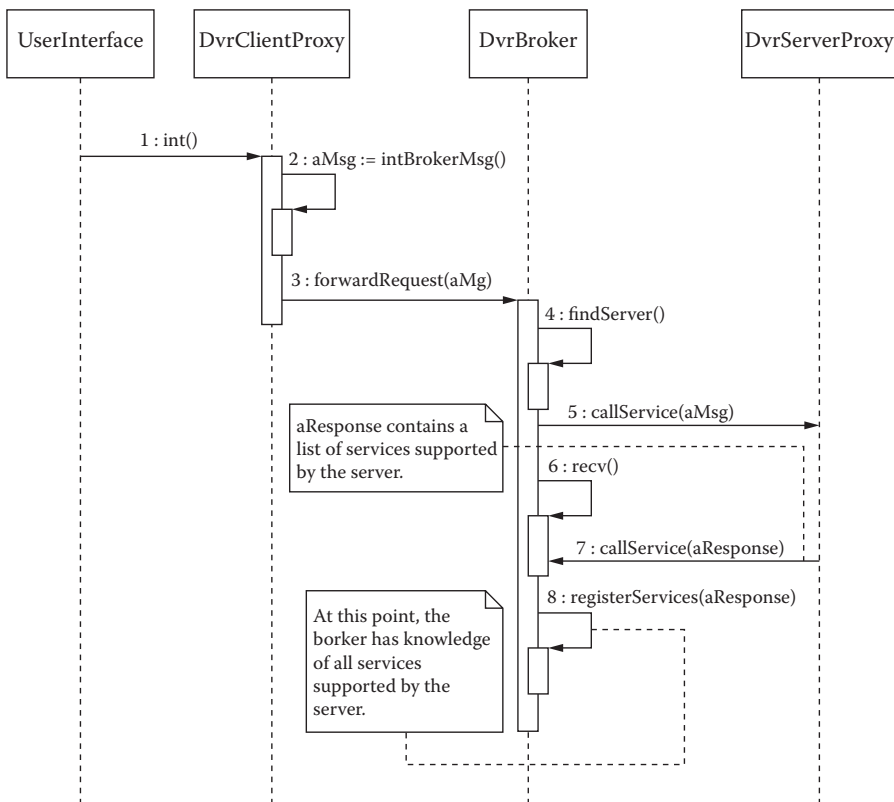 UserInterface
DvrClientProxy
DvrBroker
DvrServerProxy
1 : int()
2 : aMsg := intBrokerMsg()
3 : forwardRequest(aMg)
4 : findServer()
5 : callService(aMsg)
aResponse contains a
list of services supported
by the server.
6 : recv()
7 : callService(aResponse)
8 : registerServices(aResponse)
At this point, the
borker has knowledge
of all services
supported by the
server.